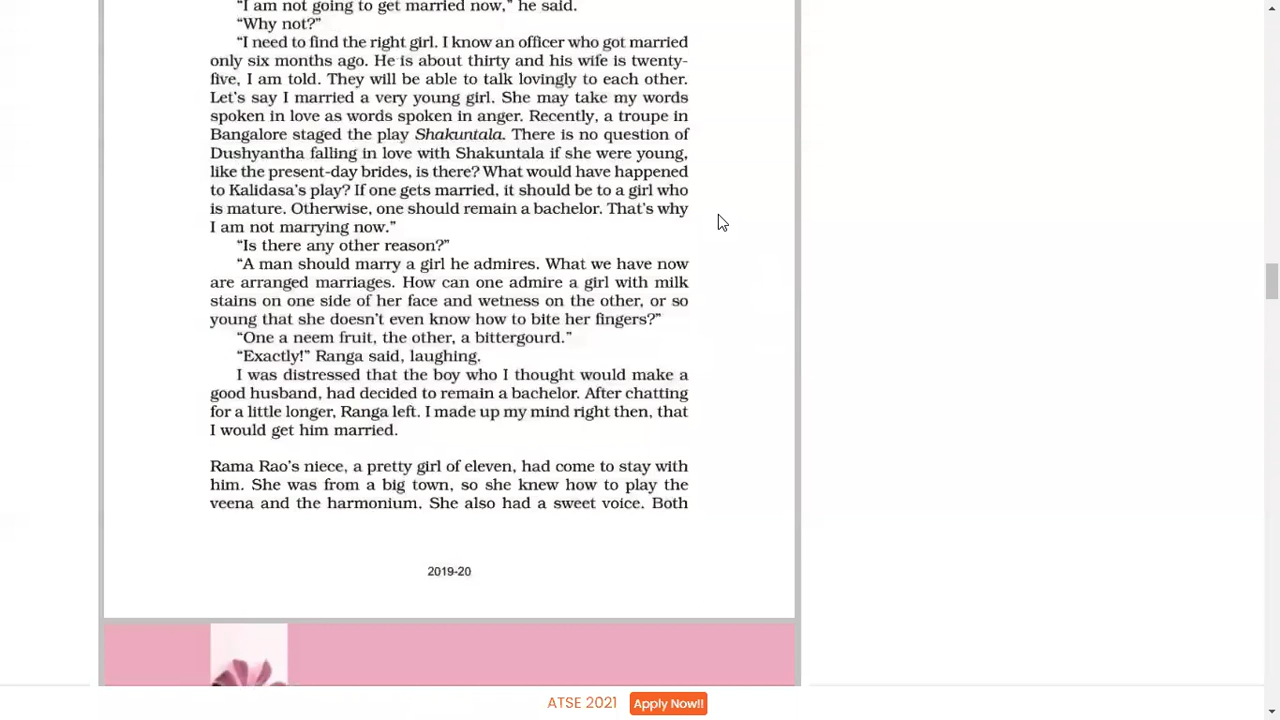 “I am not going to get married now,” he said.
“Why not?”
“I need to find the right girl. I know an officer who got married
only six months ago. He is about thirty and his wife is twenty-
five, I am told. They will be able to talk lovingly to each other.
Let’s say I married a very young girl. She may take my words
spoken in love as words spoken in anger. Recently, a troupe in
Bangalore staged the play Shakuntala. There is no question of
Dushyantha falling in love with Shakuntala if she were young,
like the present-day brides, is there? What would have happened
to Kalidasa’s play? If one gets married, it should be to a girl who
is mature. Otherwise, one should remain a bachelor. That’s why
I am not marrying now.”
“Is there any other reason?”
“A man should marry a girl he admires. What we have now
are arranged marriages. How can one admire a girl with milk
stains on one side of her face and wetness on the other, or so
young that she doesn’t even know how to bite her fingers?”
“One a neem fruit, the other, a bittergourd.”
“Exactly!” Ranga said, laughing.
I was distressed that the boy who I thought would make a
good husband, had decided to remain a bachelor. After chatting
for a little longer, Ranga left. I made up my mind right then, that
I would get him married.
Rama Rao’s niece, a pretty girl of eleven, had come to stay with
him. She was from a big town, so she knew how to play the
veena and the harmonium. She also had a sweet voice. Both
2019-20
ATSE 2021 Apply Now!!